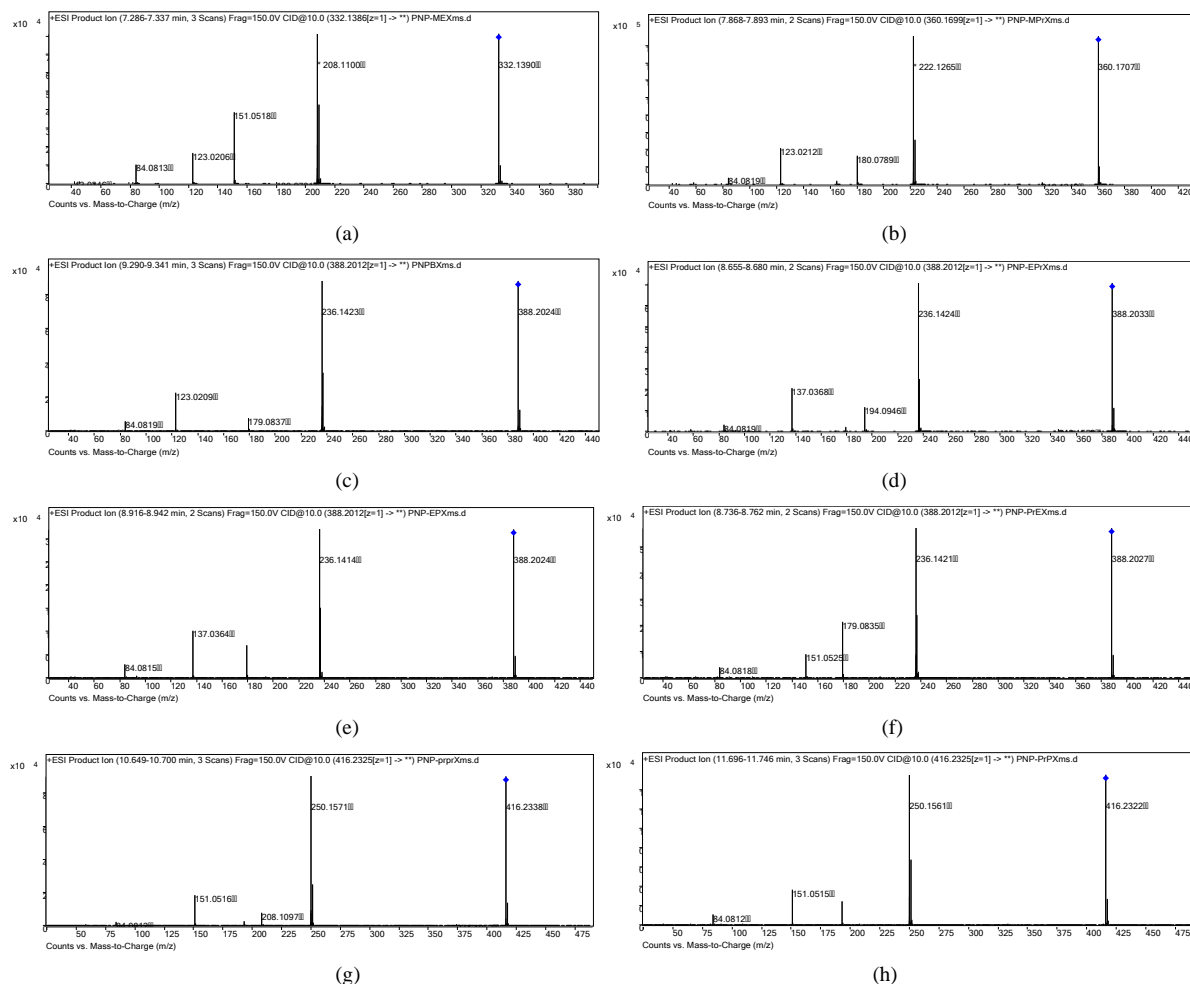 +ESI Product Ion (7.286-7.337 min, 3 Scans) Frag=150.0V CID@10.0 (332.1386[z=1] -> **) PNP-MEXms.d
x10 4
332.1390
208.1100
151.0518
123.0206
84.0813
40 60 80 100 120 140 160 180 200 220 240 260 280 300 320 340 360 380
Counts vs. Mass-to-Charge (m/z)
(a)
+ESI Product Ion (7.868-7.893 min, 2 Scans) Frag=150.0V CID@10.0 (360.1699[z=1] -> **) PNP-MPrXms.d
x10 5
222.1265
360.1707
123.0212
180.0789
84.0819
40 60 80 100 120 140 160 180 200 220 240 260 280 300 320 340 360 380 400 420
Counts vs. Mass-to-Charge (m/z)
(b)
+ESI Product Ion (9.290-9.341 min, 3 Scans) Frag=150.0V CID@10.0 (388.2012[z=1] -> **) PNPBXms.d
x10 4
236.1423
388.2024
123.0209
179.0837
84.0819
40 60 80 100 120 140 160 180 200 220 240 260 280 300 320 340 360 380 400 420 440
Counts vs. Mass-to-Charge (m/z)
(c)
+ESI Product Ion (8.655-8.680 min, 2 Scans) Frag=150.0V CID@10.0 (388.2012[z=1] -> **) PNP-EPrXms.d
x10 4
236.1424
388.2033
137.0368
194.0946
84.0819
40 60 80 100 120 140 160 180 200 220 240 260 280 300 320 340 360 380 400 420 440
Counts vs. Mass-to-Charge (m/z)
(d)
+ESI Product Ion (8.916-8.942 min, 2 Scans) Frag=150.0V CID@10.0 (388.2012[z=1] -> **) PNP-EPXms.d
x10 4
236.1414
388.2024
137.0364
84.0815
40 60 80 100 120 140 160 180 200 220 240 260 280 300 320 340 360 380 400 420 440
Counts vs. Mass-to-Charge (m/z)
(e)
+ESI Product Ion (8.736-8.762 min, 2 Scans) Frag=150.0V CID@10.0 (388.2012[z=1] -> **) PNP-PrEXms.d
x10 4
236.1421
388.2027
179.0835
151.0525
84.0818
40 60 80 100 120 140 160 180 200 220 240 260 280 300 320 340 360 380 400 420 440
Counts vs. Mass-to-Charge (m/z)
(f)
+ESI Product Ion (10.649-10.700 min, 3 Scans) Frag=150.0V CID@10.0 (416.2325[z=1] -> **) PNP-prprXms.d
x10 4
250.1571
416.2338
151.0516
208.1097
50 75 100 125 150 175 200 225 250 275 300 325 350 375 400 425 450 475
Counts vs. Mass-to-Charge (m/z)
(g)
+ESI Product Ion (11.696-11.746 min, 3 Scans) Frag=150.0V CID@10.0 (416.2325[z=1] -> **) PNP-PrPXms.d
x10 4
250.1561
416.2322
151.0515
84.0812
50 75 100 125 150 175 200 225 250 275 300 325 350 375 400 425 450 475
Counts vs. Mass-to-Charge (m/z)
(h)